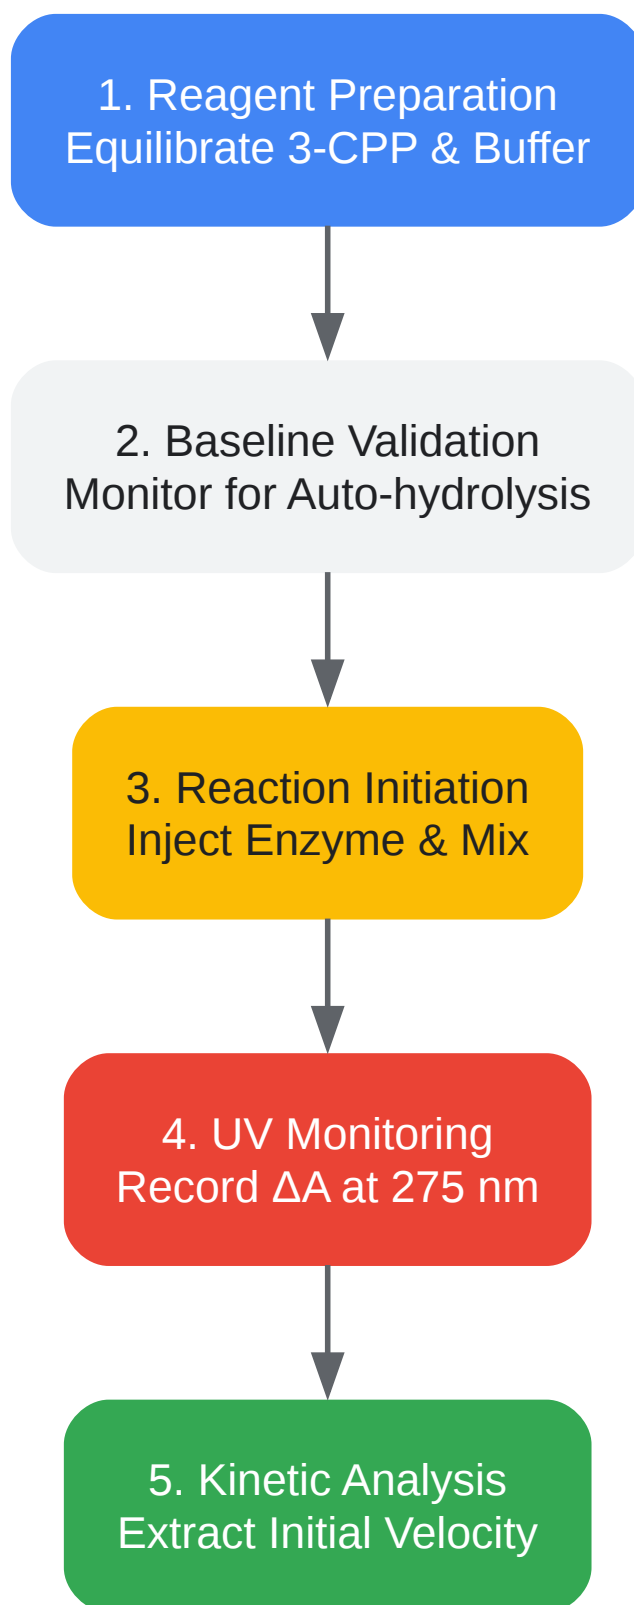 1. Reagent Preparation
Equilibrate 3-CPP & Buffer
2. Baseline Validation
Monitor for Auto-hydrolysis
3. Reaction Initiation
Inject Enzyme & Mix
4. UV Monitoring
Record ΔA at 275 nm
5. Kinetic Analysis
Extract Initial Velocity